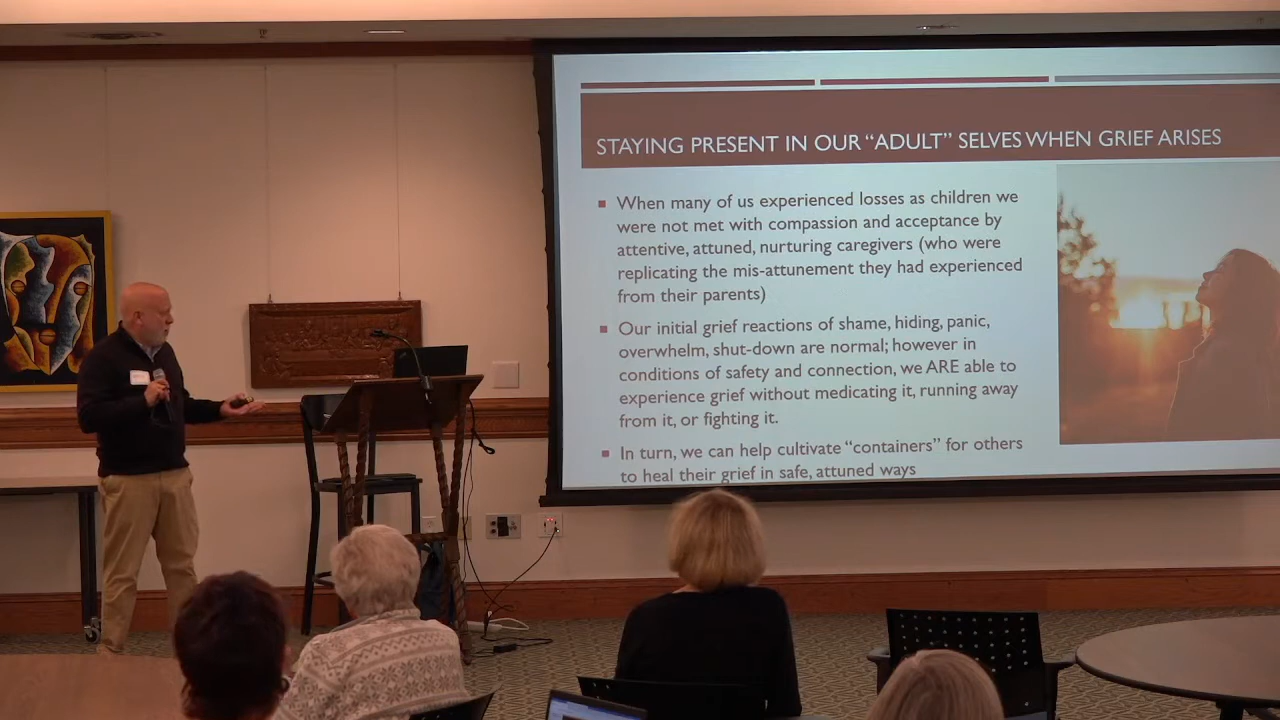 STAYING PRESENT IN OUR “ADULT” SELVES WHEN GRIEF ARISES
When many of us experienced losses as children we
were not met with compassion and acceptance by
attentive, attuned, nurturing caregivers (who were
replicating the mis-attunement they had experienced
from their parents)
Our initial grief reactions of shame, hiding, panic,
overwhelm, shut-down are normal; however in
conditions of safety and connection, we ARE able to
experience grief without medicating it, running away
from it, or fighting it.
In turn, we can help cultivate “containers” for others
to heal their grief in safe, attuned ways